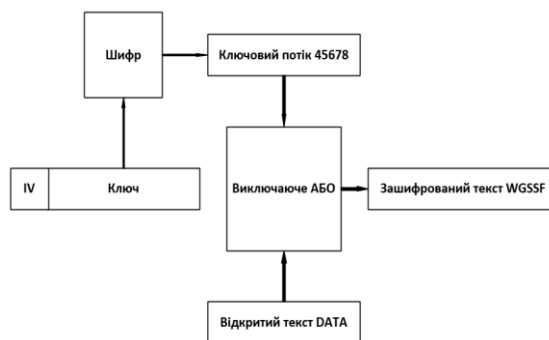 Шифр
Ключовий потік 45678
IV
Ключ
Виключаюче АБО
Зашифрований текст WGSSF
Відкритий текст DATA